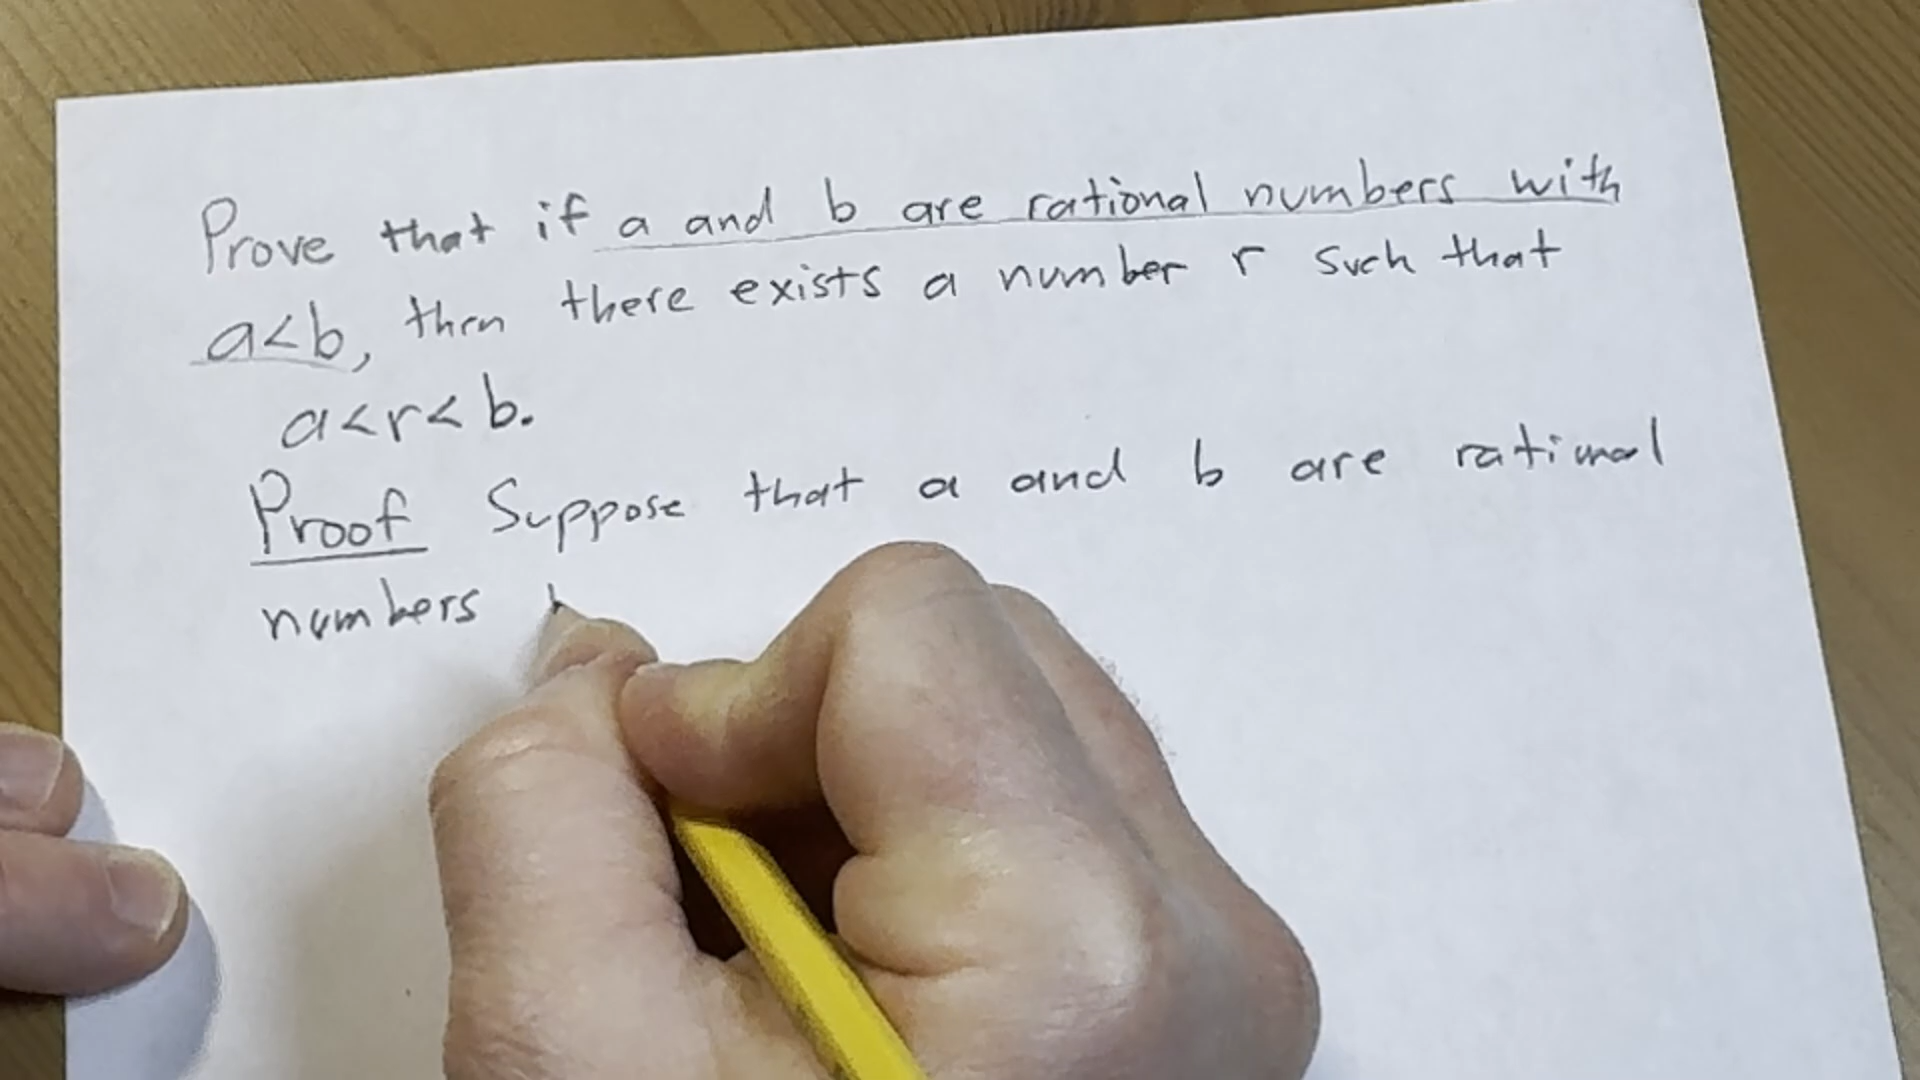 Prove that if a and b are rational numbers with
a<b, then there exists a number r such that
a<r<b.
Proof Suppose that a and b are rational
numbers